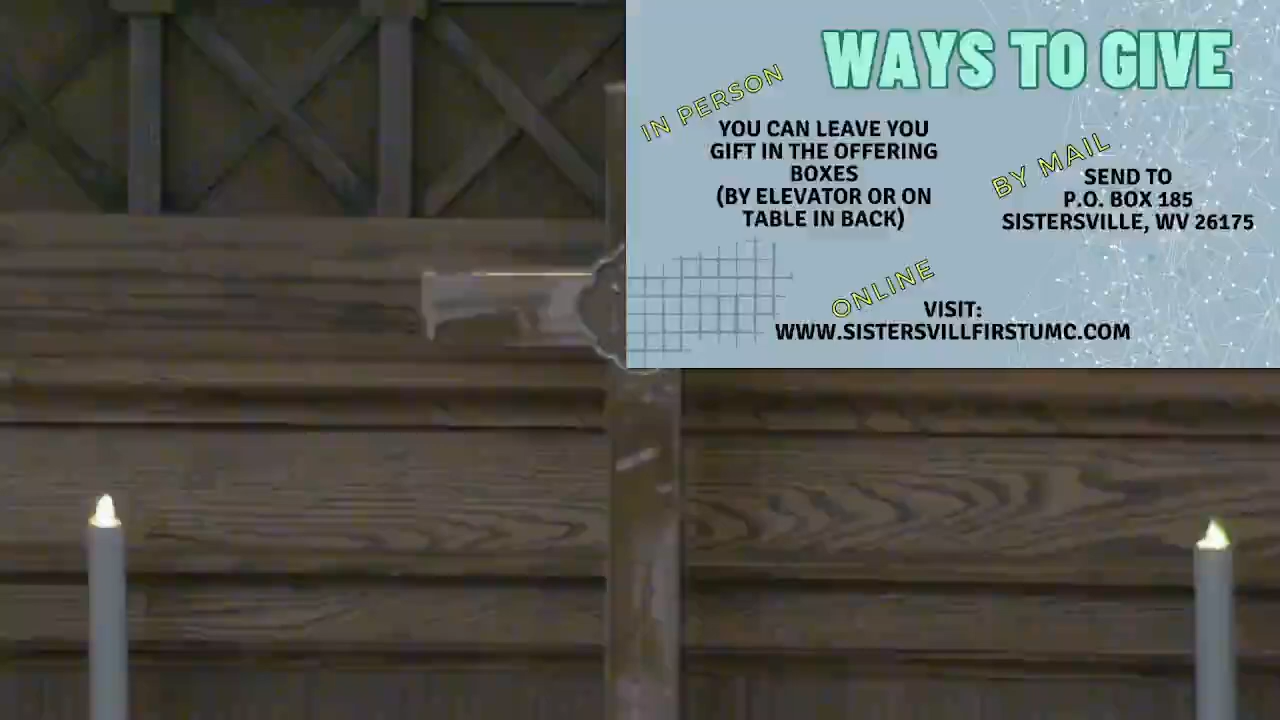 WAYS TO GIVE
IN PERSON
YOU CAN LEAVE YOU
GIFT IN THE OFFERING
BOXES
(BY ELEVATOR OR ON
TABLE IN BACK)
BY MAIL
SEND TO
P.O. BOX 185
SISTERSVILLE, WV 26175
ONLINE
VISIT:
WWW.SISTERSVILLFIRSTUMC.COM